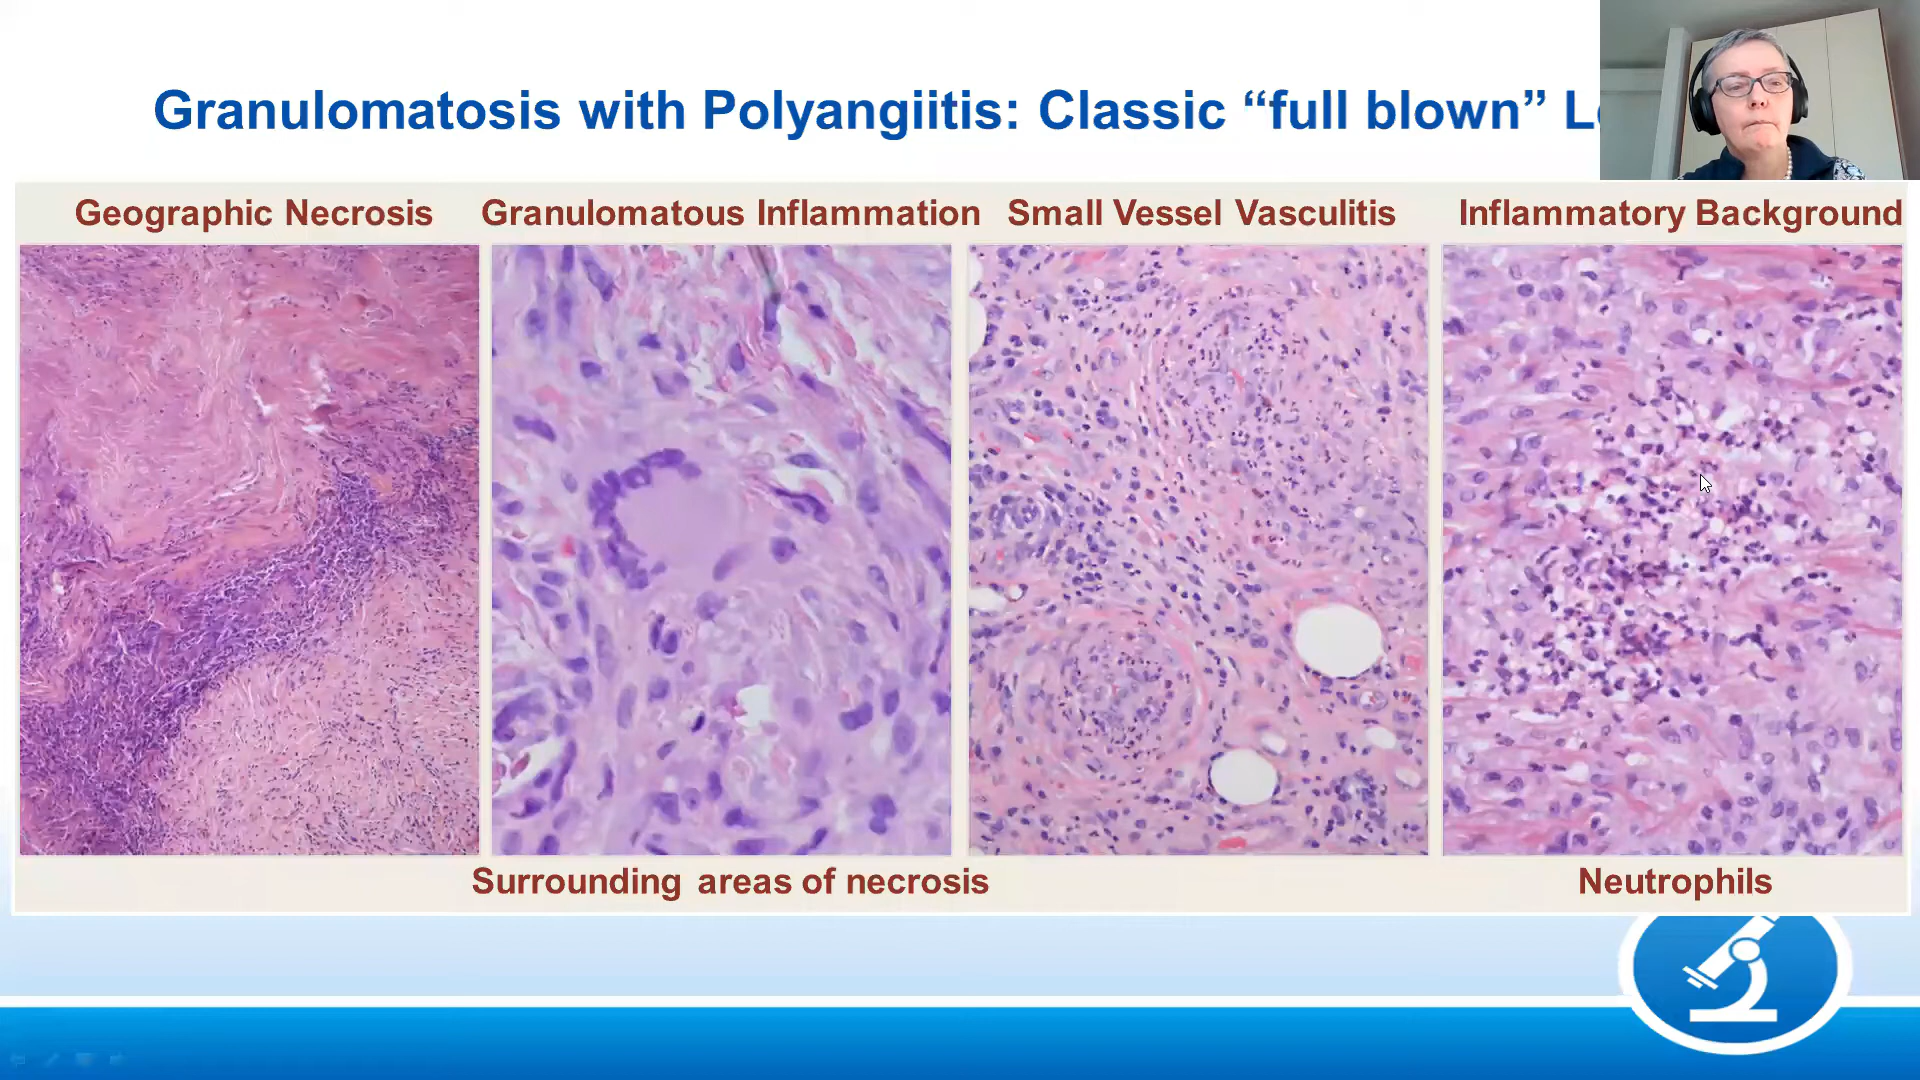 Granulomatosis with Polyangiitis: Classic “full blown”
Geographic Necrosis
Granulomatous Inflammation
Small Vessel Vasculitis
Inflammatory Background
Surrounding areas of necrosis
Neutrophils